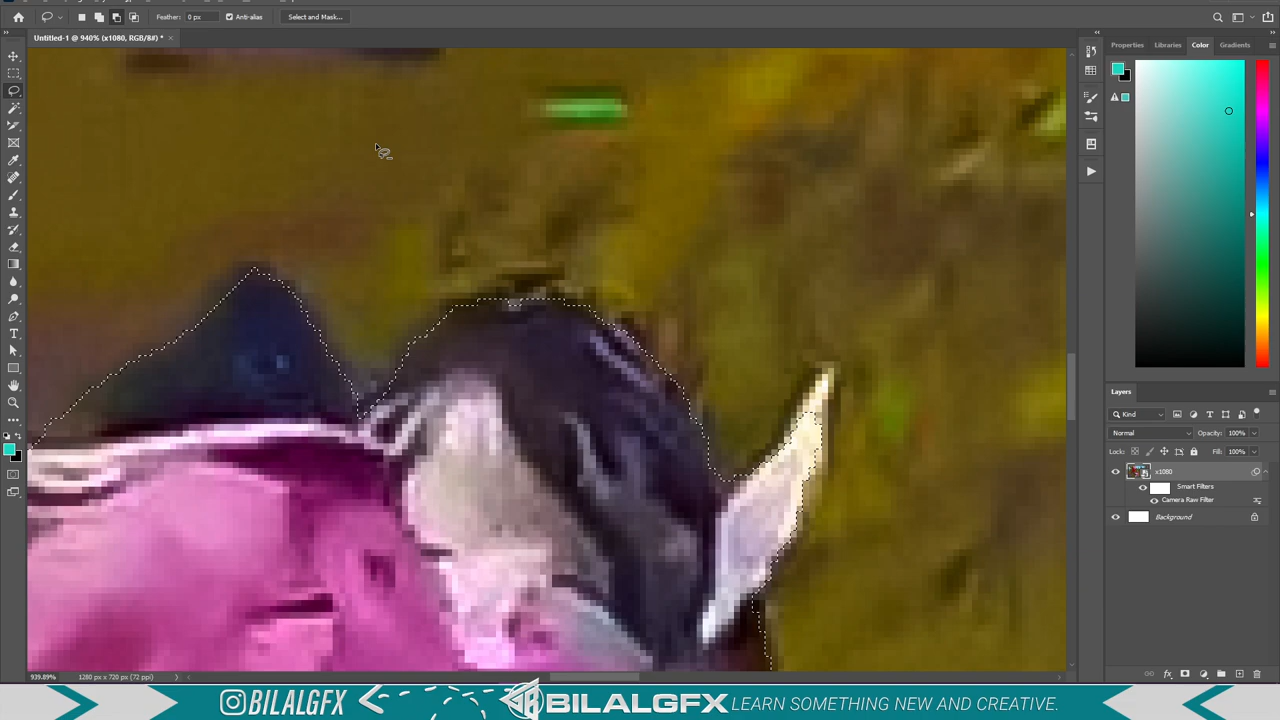 Feather: 0 px Anti-alias Select and Mask...
Untitled-1 @ 940% (x1080, RGB/8#) * ×
Properties Libraries Color Gradients
Layers
Kind
Normal Opacity: 100%
Lock: Fill: 100%
x1080
Smart Filters
Camera Raw Filter
Background
939.89% 1280 px x 720 px (72 ppi)
BILALGFX BILALGFX LEARN SOMETHING NEW AND CREATIVE.